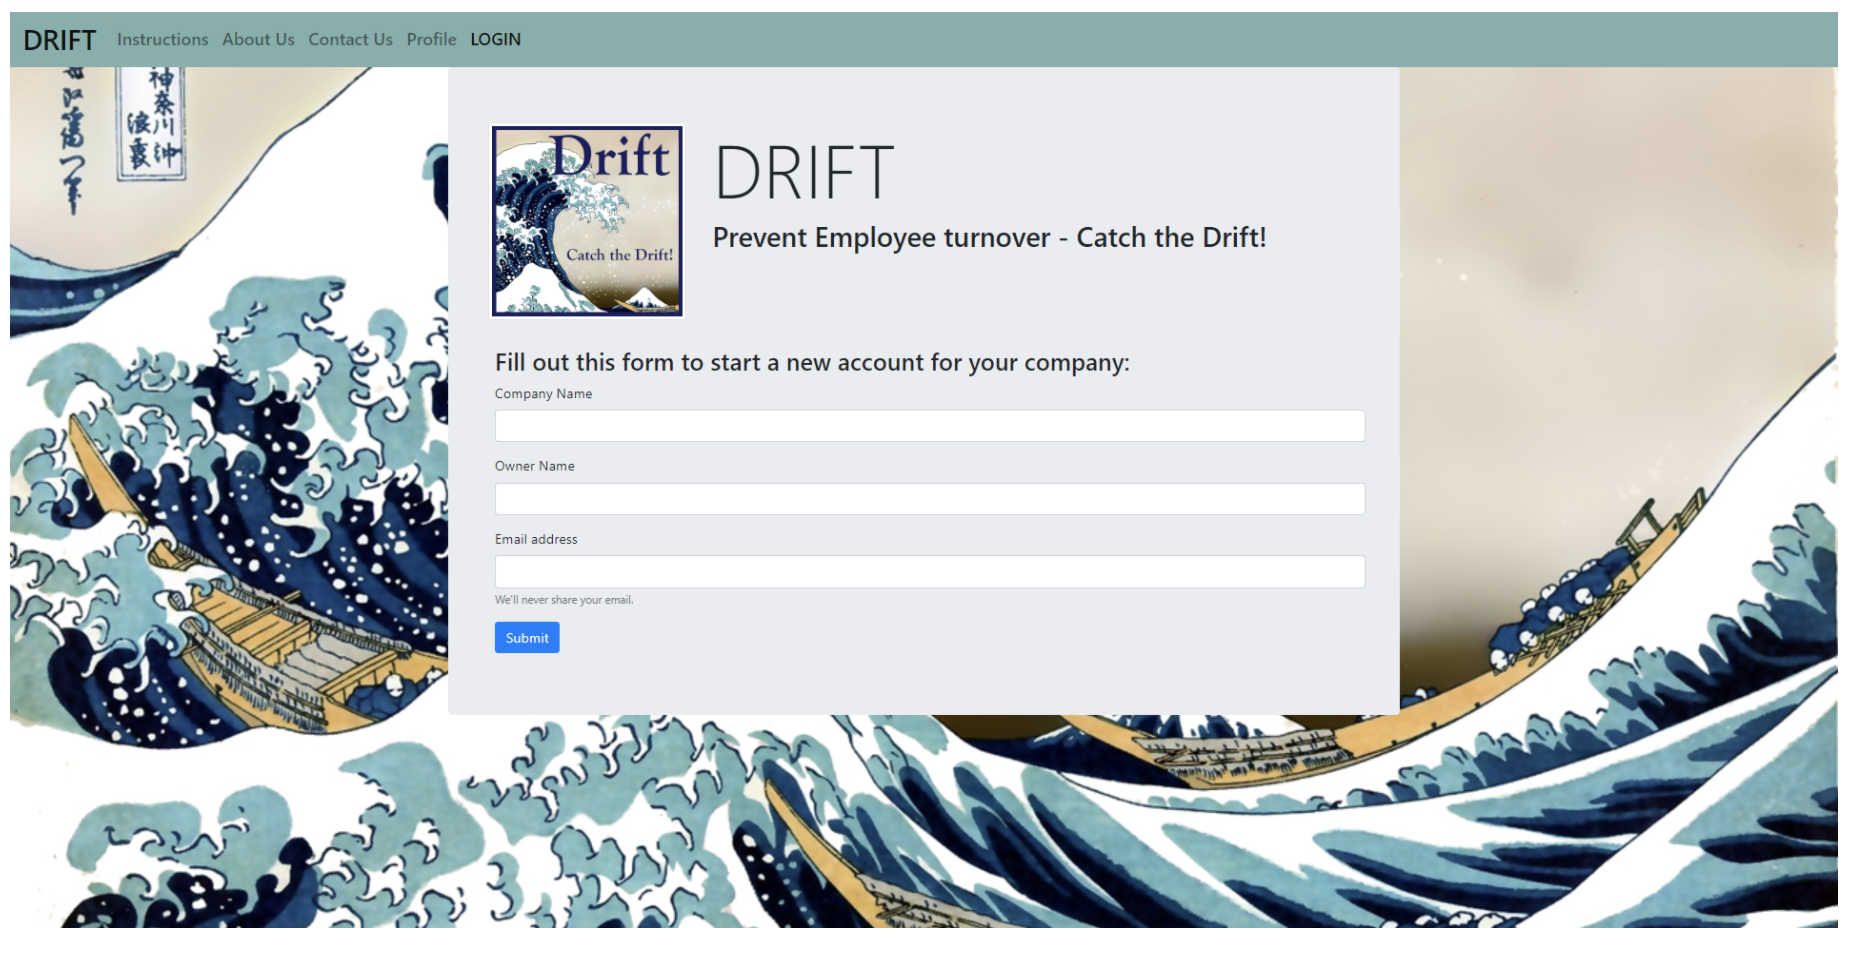 DRIFT Instructions About Us Contact Us Profile LOGIN
神奈川沖
浪裏
Drift
Catch the Drift!
DRIFT
Prevent Employee turnover - Catch the Drift!
Fill out this form to start a new account for your company:
Company Name
Owner Name
Email address
We'll never share your email.
Submit